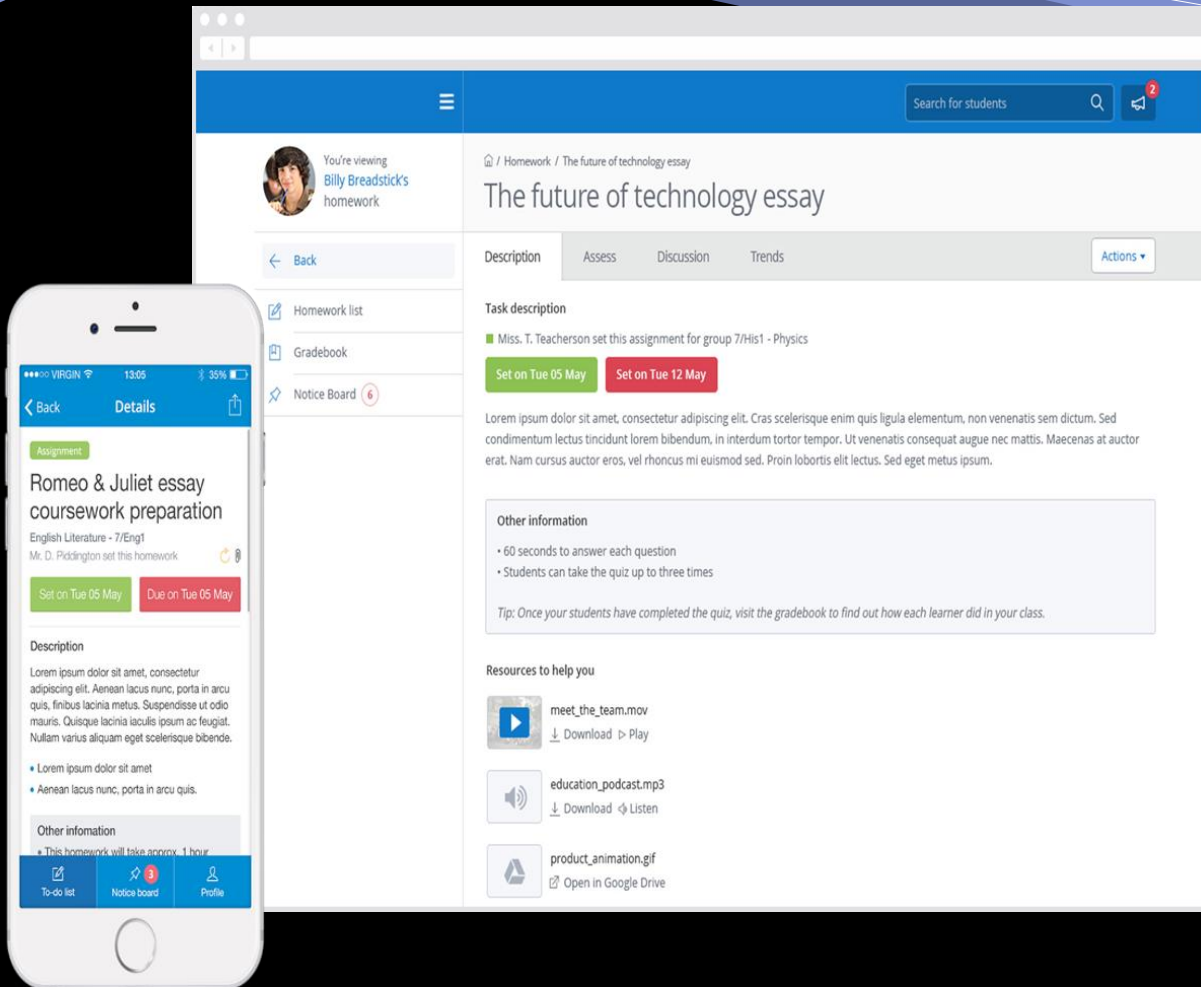 Search for students
2
You're viewing
Billy Breadstick's
homework
Back
Homework list
Gradebook
Notice Board 6
/ Homework / The future of technology essay
The future of technology essay
Description Assess Discussion Trends Actions
Task description
Miss. T. Teacherson set this assignment for group 7/His1 - Physics
Set on Tue 05 May Set on Tue 12 May
Lorem ipsum dolor sit amet, consectetur adipiscing elit. Cras scelerisque enim quis ligula elementum, non venenatis sem dictum. Sed
condimentum lectus tincidunt lorem bibendum, in interdum tortor tempor. Ut venenatis consequat augue nec mattis. Maecenas at auctor
erat. Nam cursus auctor eros, vel rhoncus mi euismod sed. Proin lobortis elit lectus. Sed eget metus ipsum.
Other information
• 60 seconds to answer each question
• Students can take the quiz up to three times
Tip: Once your students have completed the quiz, visit the gradebook to find out how each learner did in your class.
Resources to help you
meet_the_team.mov
Download Play
education_podcast.mp3
Download Listen
product_animation.gif
Open in Google Drive
VIRGIN 13:05 35%
Back Details
Assignment
Romeo & Juliet essay
coursework preparation
English Literature - 7/Eng1
Mr. D. Piddington set this homework
Set on Tue 05 May Due on Tue 05 May
Description
Lorem ipsum dolor sit amet, consectetur
adipiscing elit. Aenean lacus nunc, porta in arcu
quis, finibus lacinia metus. Suspendisse ut odio
mauris. Quisque lacinia iaculis ipsum ac feugiat.
Nullam varius aliquam eget scelerisque bibende.
• Lorem ipsum dolor sit amet
• Aenean lacus nunc, porta in arcu quis.
Other infomation
• This homework will take approx. 1 hour
3
To-do list Notice board Profile